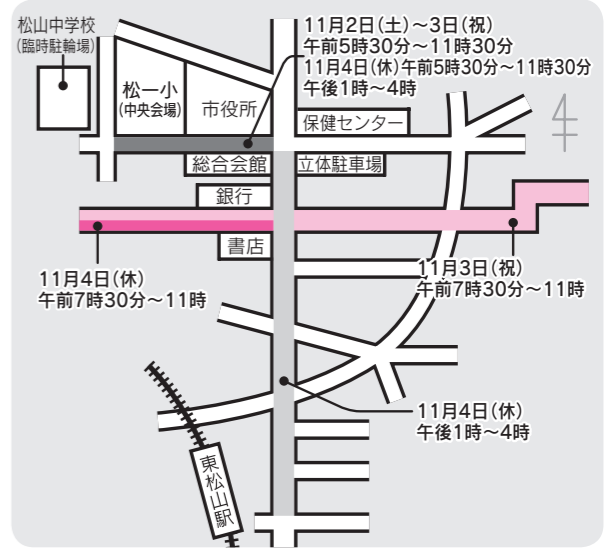 松山中学校
(臨時駐輪場)
11月2日(土)～3日(祝)
午前5時30分～11時30分
11月4日(休)午前5時30分～11時30分
午後1時～4時
松一小
(中央会場)
市役所
保健センター
総合会館
立体駐車場
銀行
書店
11月4日(休)
午前7時30分～11時
11月3日(祝)
午前7時30分～11時
11月4日(休)
午後1時～4時
東松山駅